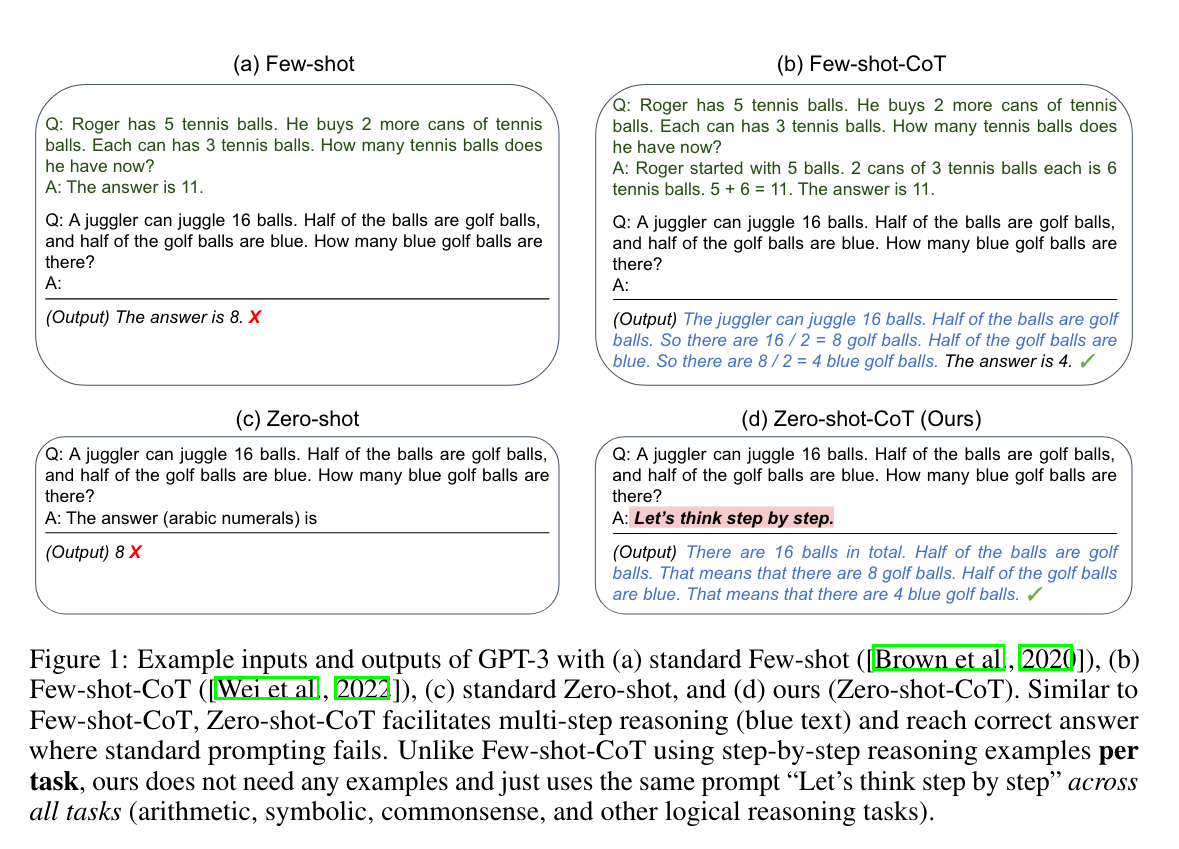 (a) Few-shot
Q: Roger has 5 tennis balls. He buys 2 more cans of tennis
balls. Each can has 3 tennis balls. How many tennis balls does
he have now?
A: The answer is 11.
Q: A juggler can juggle 16 balls. Half of the balls are golf balls,
and half of the golf balls are blue. How many blue golf balls are
there?
A:
(Output) The answer is 8. X
(b) Few-shot-CoT
Q: Roger has 5 tennis balls. He buys 2 more cans of tennis
balls. Each can has 3 tennis balls. How many tennis balls does
he have now?
A: Roger started with 5 balls. 2 cans of 3 tennis balls each is 6
tennis balls. 5 + 6 = 11. The answer is 11.
Q: A juggler can juggle 16 balls. Half of the balls are golf balls,
and half of the golf balls are blue. How many blue golf balls are
there?
A:
(Output) The juggler can juggle 16 balls. Half of the balls are golf
balls. So there are 16 / 2 = 8 golf balls. Half of the golf balls are
blue. So there are 8 / 2 = 4 blue golf balls. The answer is 4. ✓
(c) Zero-shot
Q: A juggler can juggle 16 balls. Half of the balls are golf balls,
and half of the golf balls are blue. How many blue golf balls are
there?
A: The answer (arabic numerals) is
(Output) 8 X
(d) Zero-shot-CoT (Ours)
Q: A juggler can juggle 16 balls. Half of the balls are golf balls,
and half of the golf balls are blue. How many blue golf balls are
there?
A: Let's think step by step.
(Output) There are 16 balls in total. Half of the balls are golf
balls. That means that there are 8 golf balls. Half of the golf balls
are blue. That means that there are 4 blue golf balls. ✓
Figure 1: Example inputs and outputs of GPT-3 with (a) standard Few-shot ([Brown et al., 2020]), (b)
Few-shot-CoT ([Wei et al., 2022]), (c) standard Zero-shot, and (d) ours (Zero-shot-CoT). Similar to
Few-shot-CoT, Zero-shot-CoT facilitates multi-step reasoning (blue text) and reach correct answer
where standard prompting fails. Unlike Few-shot-CoT using step-by-step reasoning examples per
task, ours does not need any examples and just uses the same prompt “Let’s think step by step” across
all tasks (arithmetic, symbolic, commonsense, and other logical reasoning tasks).